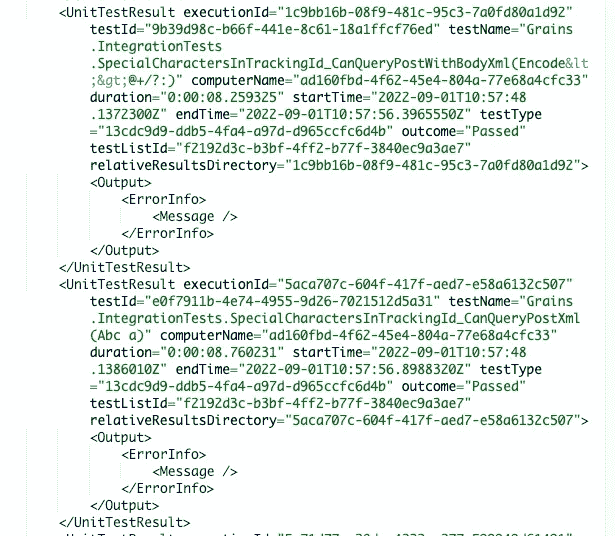 <UnitTestResult executionId="1c9bb16b-08f9-481c-95c3-7a0fd80a1d92"
testId="9b39d98c-b66f-441e-8c61-18a1ffcf76ed" testName="Grains
.IntegrationTests
.SpecialCharactersInTrackingId_CanQueryPostWithBodyXml(Encode&lt
;&gt;@+/?:)" computerName="ad160fbd-4f62-45e4-804a-77e68a4cfc33"
duration="0:00:08.259325" startTime="2022-09-01T10:57:48
.1372300Z" endTime="2022-09-01T10:57:56.3965550Z" testType
="13cdc9d9-ddb5-4fa4-a97d-d965ccfc6d4b" outcome="Passed"
testListId="f2192d3c-b3bf-4ff2-b77f-3840ec9a3ae7"
relativeResultsDirectory="1c9bb16b-08f9-481c-95c3-7a0fd80a1d92">
<Output>
<ErrorInfo>
<Message />
</ErrorInfo>
</Output>
</UnitTestResult>
<UnitTestResult executionId="5aca707c-604f-417f-aed7-e58a6132c507"
testId="e0f7911b-4e74-4955-9d26-7021512d5a31" testName="Grains
.IntegrationTests.SpecialCharactersInTrackingId_CanQueryPostXml
(Abc a)" computerName="ad160fbd-4f62-45e4-804a-77e68a4cfc33"
duration="0:00:08.760231" startTime="2022-09-01T10:57:48
.1386010Z" endTime="2022-09-01T10:57:56.8988320Z" testType
="13cdc9d9-ddb5-4fa4-a97d-d965ccfc6d4b" outcome="Passed"
testListId="f2192d3c-b3bf-4ff2-b77f-3840ec9a3ae7"
relativeResultsDirectory="5aca707c-604f-417f-aed7-e58a6132c507">
<Output>
<ErrorInfo>
<Message />
</ErrorInfo>
</Output>
</UnitTestResult>